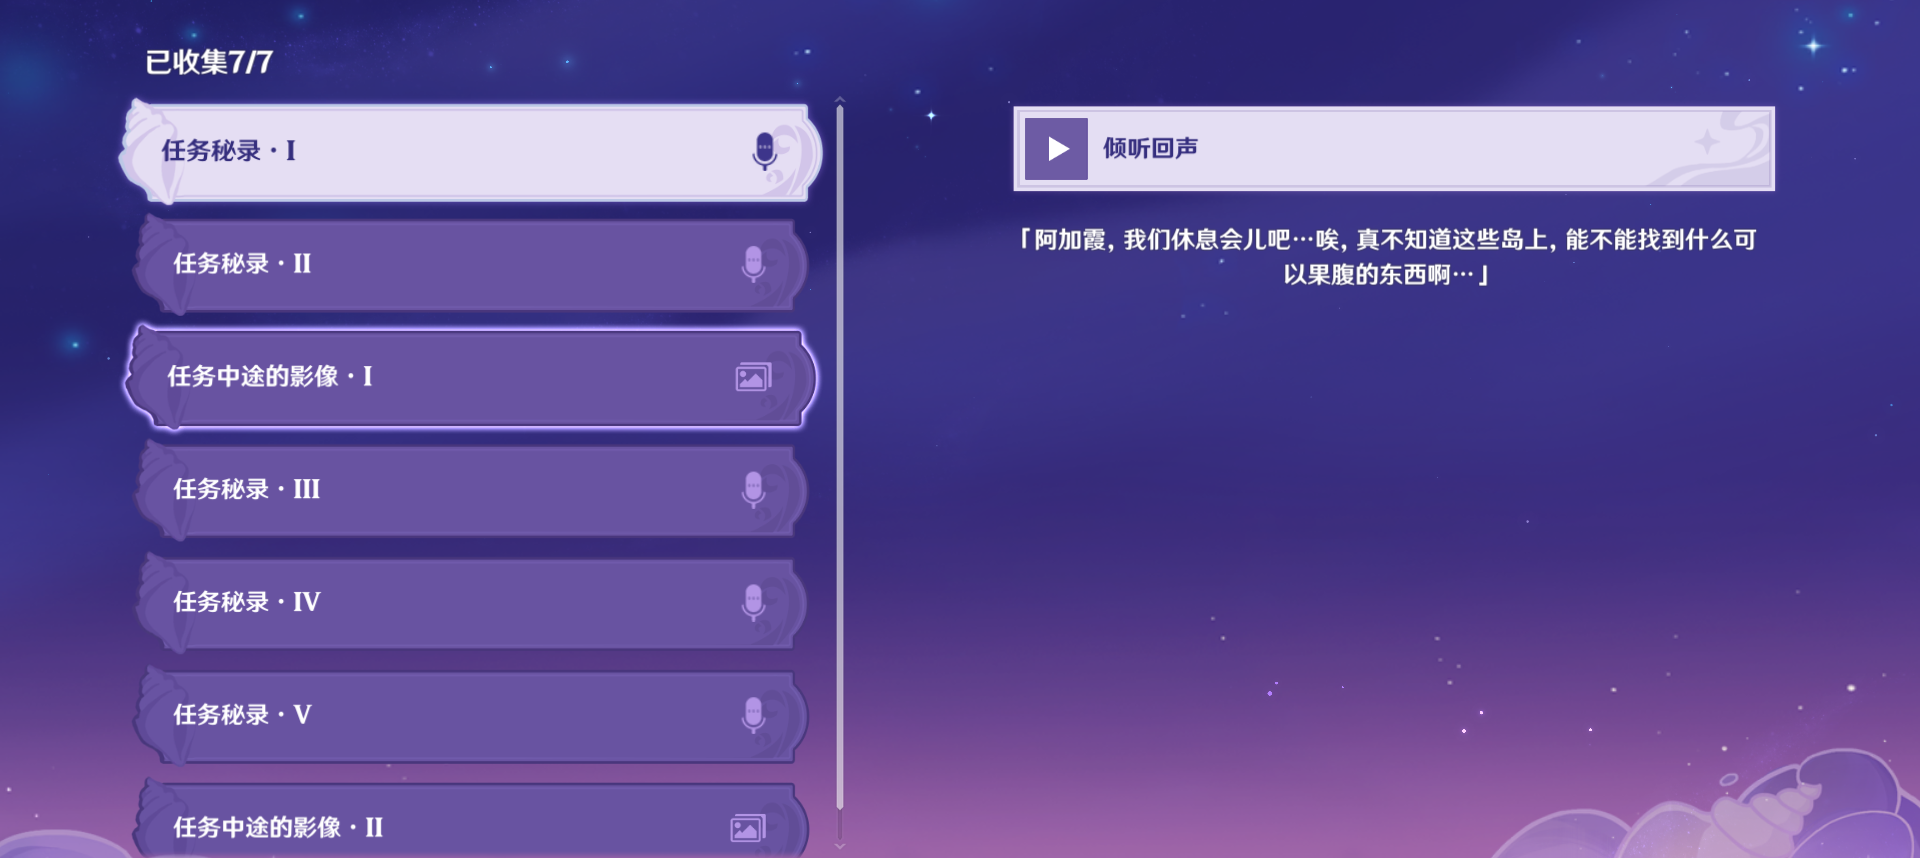 已收集7/7
任务秘录·I
任务秘录·II
任务中途的影像·I
任务秘录·III
任务秘录·IV
任务秘录·V
任务中途的影像·II
倾听回声
「阿加霞,我们休息会儿吧…唉,真不知道这些岛上,能不能找到什么可
以果腹的东西啊…」